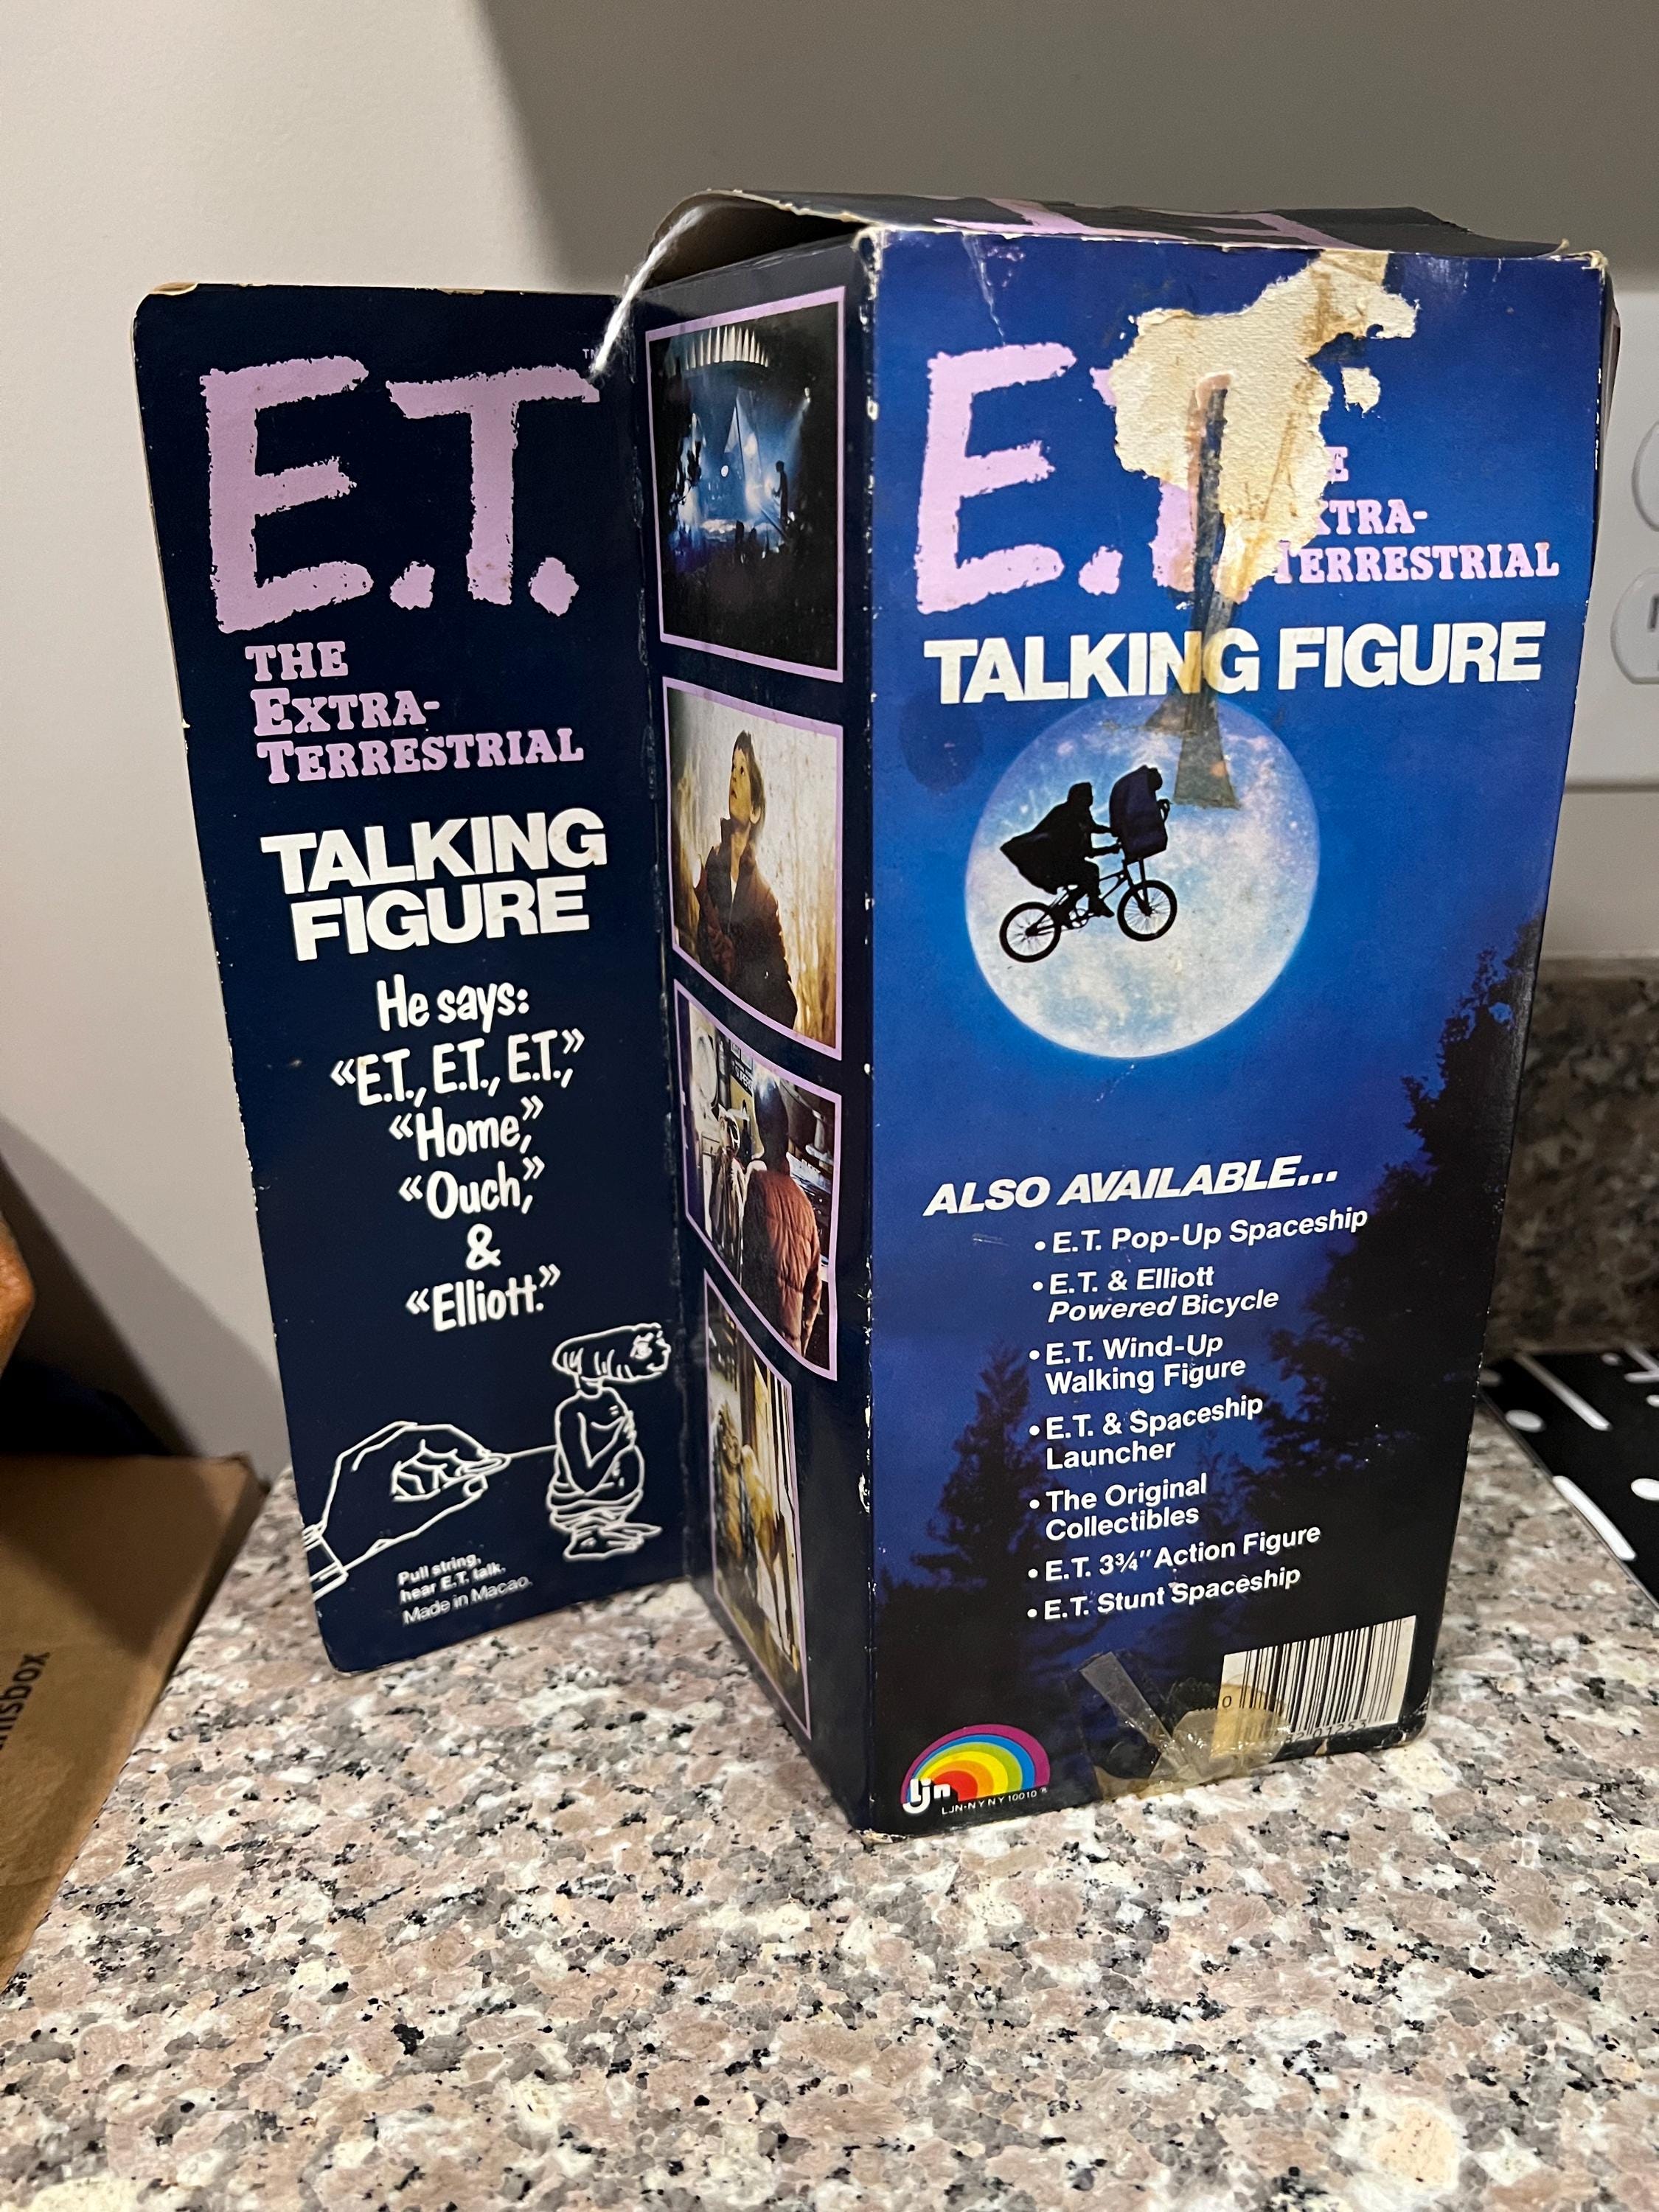 E.T.
TM
THE
EXTRA-
TERRESTRIAL
TALKING
FIGURE
He says:
«E.T., E.T., E.T.,»
«Home,»
«Ouch,»
&
«Elliott.»
Pull string,
hear E.T. talk.
Made in Macao.
E.
XTRA-
TERRESTRIAL
TALKING FIGURE
ALSO AVAILABLE...
• E.T. Pop-Up Spaceship
• E.T. & Elliott
Powered Bicycle
• E.T. Wind-Up
Walking Figure
• E.T. & Spaceship
Launcher
• The Original
Collectibles
• E.T. 3¾" Action Figure
• E.T. Stunt Spaceship
ljn
LJN•NY NY 10010 ®
0